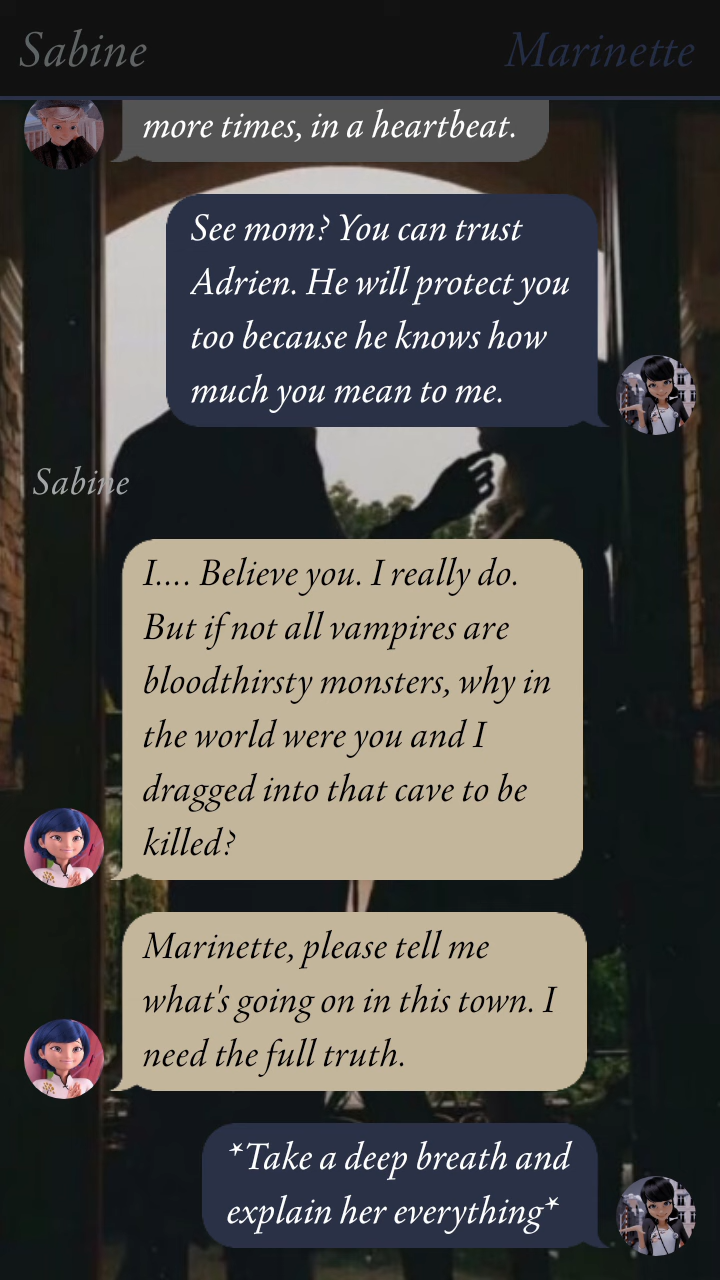 Sabine
Marinette
more times, in a heartbeat.
See mom? You can trust
Adrien. He will protect you
too because he knows how
much you mean to me.
Sabine
I.... Believe you. I really do.
But if not all vampires are
bloodthirsty monsters, why in
the world were you and I
dragged into that cave to be
killed?
Marinette, please tell me
what's going on in this town. I
need the full truth.
*Take a deep breath and
explain her everything*